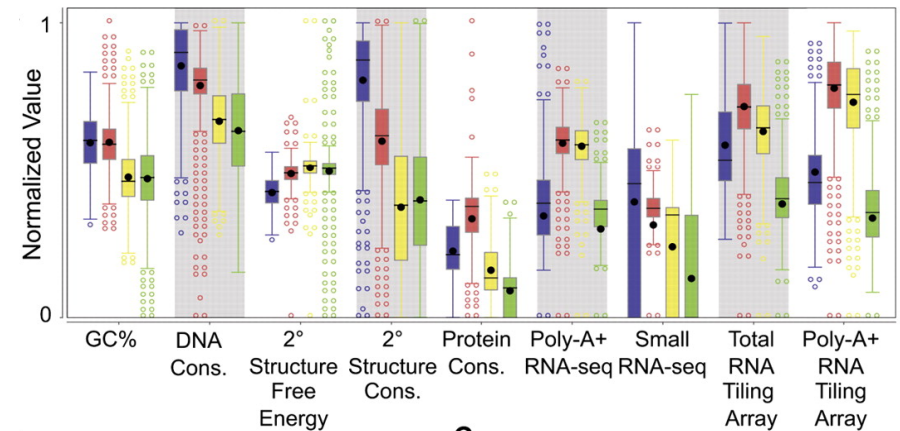 1
Normalized Value
0
GC%
DNA
Cons.
2°
Structure
Free
Energy
2°
Structure
Cons.
Protein
Cons.
Poly-A+
RNA-seq
Small
RNA-seq
Total
RNA
Tiling
Array
Poly-A+
RNA
Tiling
Array